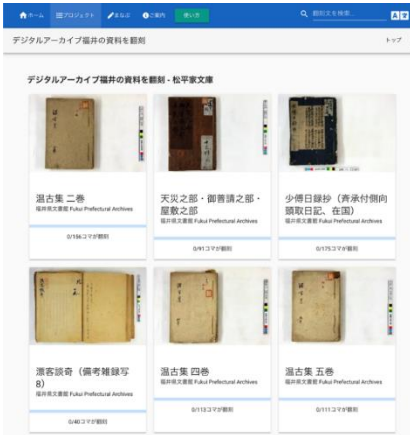 ホーム
プロジェクト
まなぶ
ご案内
使い方
翻刻文を検索...
デジタルアーカイブ福井の資料を翻刻
トップ
デジタルアーカイブ福井の資料を翻刻 - 松平家文庫
温古集 二巻
福井県文書館 Fukui Prefectural Archives
0/156コマが翻刻
天災之部・御普請之部・
屋敷之部
福井県文書館 Fukui Prefectural Archives
0/91コマが翻刻
少傅日録抄（斉承付側向
頭取日記、在国）
福井県文書館 Fukui Prefectural Archives
0/175コマが翻刻
漂客談奇（備考雑録写
8）
福井県文書館 Fukui Prefectural Archives
0/40コマが翻刻
温古集 四巻
福井県文書館 Fukui Prefectural Archives
0/112コマが翻刻
温古集 五巻
福井県文書館 Fukui Prefectural Archives
0/111コマが翻刻